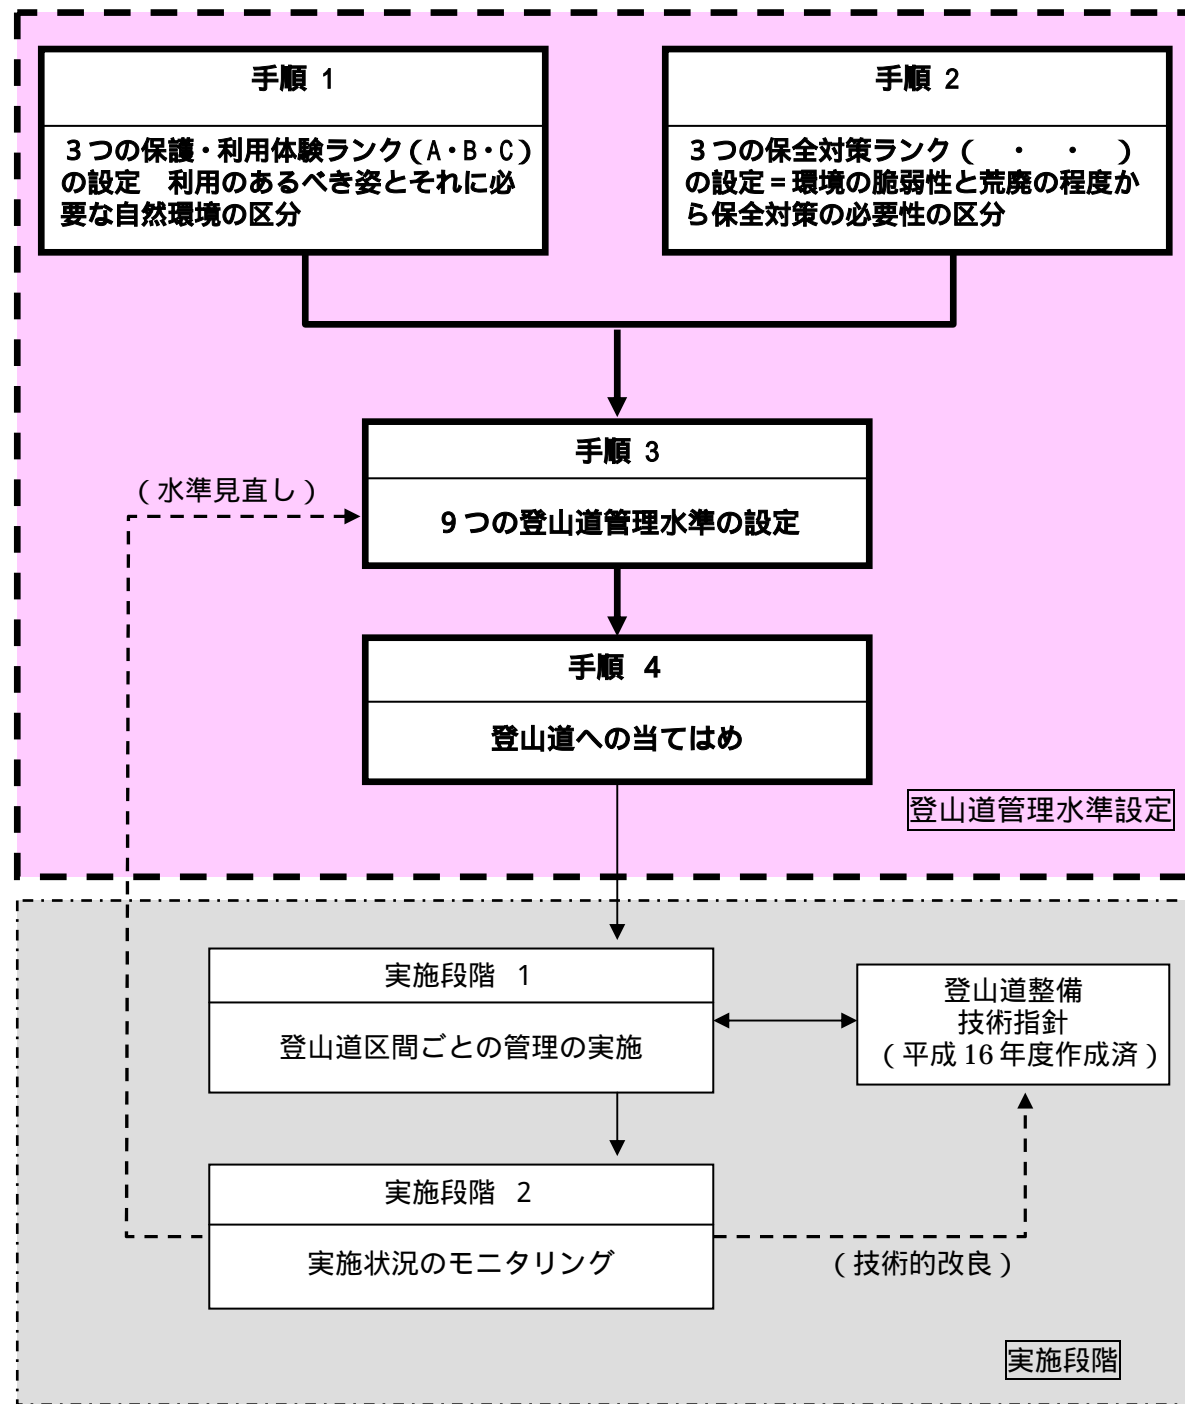 手順 1
3つの保護・利用体験ランク(A・B・C)
の設定　利用のあるべき姿とそれに必
要な自然環境の区分
手順 2
3つの保全対策ランク(　・　・　)
の設定=環境の脆弱性と荒廃の程度か
ら保全対策の必要性の区分
手順 3
9つの登山道管理水準の設定
(水準見直し)
手順 4
登山道への当てはめ
登山道管理水準設定
実施段階 1
登山道区間ごとの管理の実施
登山道整備
技術指針
(平成16年度作成済)
実施段階 2
実施状況のモニタリング
(技術的改良)
実施段階